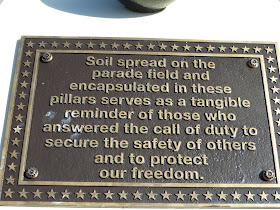 Soil spread on the
parade field and
encapsulated in these
pillars serves as a tangible
reminder of those who
answered the call of duty to
secure the safety of others
and to protect
our freedom.